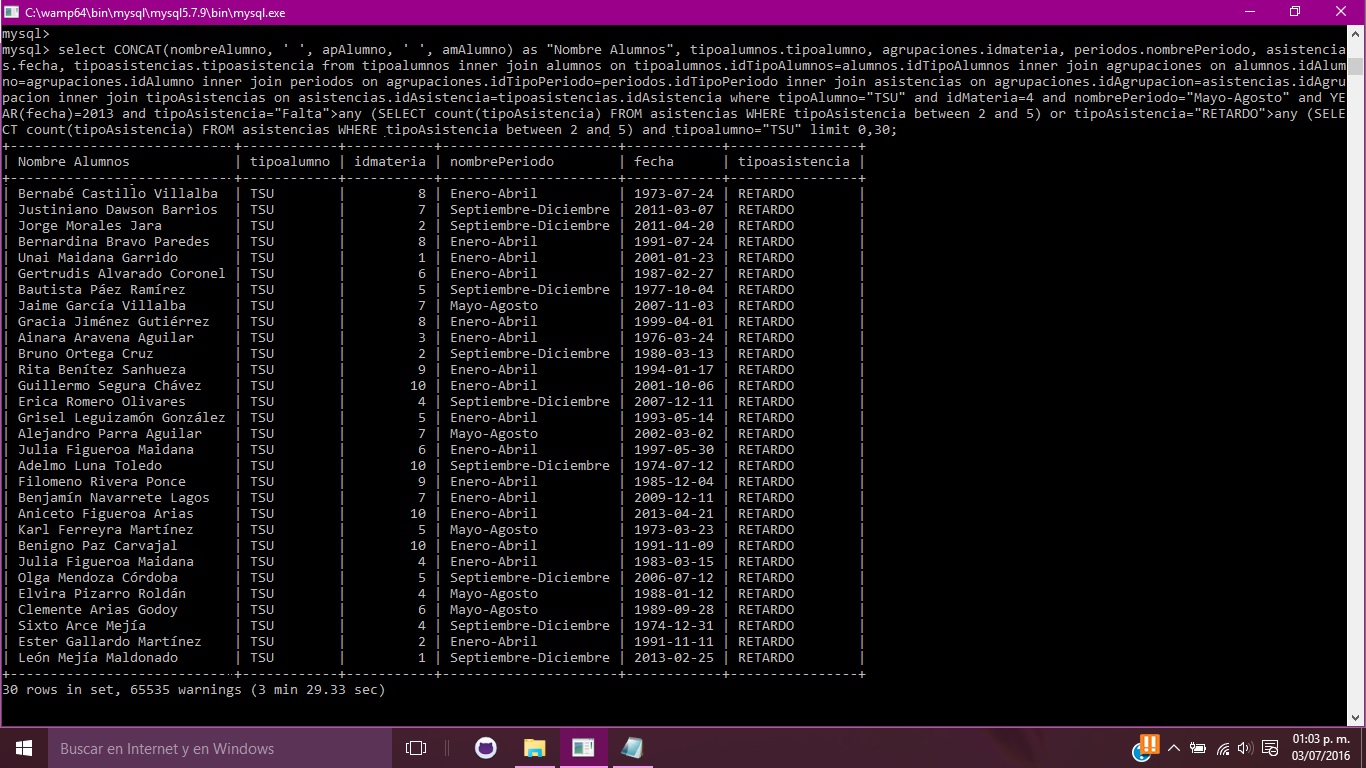 C:\wamp64\bin\mysql\mysql5.7.9\bin\mysql.exe
mysql>
mysql> select CONCAT(nombreAlumno, ' ', apAlumno, ' ', amAlumno) as "Nombre Alumnos", tipoalumnos.tipoalumno, agrupaciones.idmateria, periodos.nombrePeriodo, asistencia
s.fecha, tipoasistencias.tipoasistencia from tipoalumnos inner join alumnos on tipoalumnos.idTipoAlumnos=alumnos.idTipoAlumnos inner join agrupaciones on alumnos.idAlum
no=agrupaciones.idAlumno inner join periodos on agrupaciones.idTipoPeriodo=periodos.idTipoPeriodo inner join asistencias on agrupaciones.idAgrupacion=asistencias.idAgru
pacion inner join tipoAsistencias on asistencias.idAsistencia=tipoasistencias.idAsistencia where tipoAlumno="TSU" and idMateria=4 and nombrePeriodo="Mayo-Agosto" and YE
AR(fecha)=2013 and tipoAsistencia="Falta">any (SELECT count(tipoAsistencia) FROM asistencias WHERE tipoAsistencia between 2 and 5) or tipoAsistencia="RETARDO">any (SELE
CT count(tipoAsistencia) FROM asistencias WHERE tipoAsistencia between 2 and 5) and tipoalumno="TSU" limit 0,30;
+----------------------------+------------+-----------+----------------------+------------+----------------+
| Nombre Alumnos | tipoalumno | idmateria | nombrePeriodo | fecha | tipoasistencia |
+----------------------------+------------+-----------+----------------------+------------+----------------+
| Bernabé Castillo Villalba | TSU | 8 | Enero-Abril | 1973-07-24 | RETARDO |
| Justiniano Dawson Barrios | TSU | 7 | Septiembre-Diciembre | 2011-03-07 | RETARDO |
| Jorge Morales Jara | TSU | 2 | Septiembre-Diciembre | 2011-04-20 | RETARDO |
| Bernardina Bravo Paredes | TSU | 8 | Enero-Abril | 1991-07-24 | RETARDO |
| Unai Maidana Garrido | TSU | 1 | Enero-Abril | 2001-01-23 | RETARDO |
| Gertrudis Alvarado Coronel | TSU | 6 | Enero-Abril | 1987-02-27 | RETARDO |
| Bautista Páez Ramírez | TSU | 5 | Septiembre-Diciembre | 1977-10-04 | RETARDO |
| Jaime García Villalba | TSU | 7 | Mayo-Agosto | 2007-11-03 | RETARDO |
| Gracia Jiménez Gutiérrez | TSU | 8 | Enero-Abril | 1999-04-01 | RETARDO |
| Ainara Aravena Aguilar | TSU | 3 | Enero-Abril | 1976-03-24 | RETARDO |
| Bruno Ortega Cruz | TSU | 2 | Septiembre-Diciembre | 1980-03-13 | RETARDO |
| Rita Benítez Sanhueza | TSU | 9 | Enero-Abril | 1994-01-17 | RETARDO |
| Guillermo Segura Chávez | TSU | 10 | Enero-Abril | 2001-10-06 | RETARDO |
| Erica Romero Olivares | TSU | 4 | Septiembre-Diciembre | 2007-12-11 | RETARDO |
| Grisel Leguizamón González | TSU | 5 | Enero-Abril | 1993-05-14 | RETARDO |
| Alejandro Parra Aguilar | TSU | 7 | Mayo-Agosto | 2002-03-02 | RETARDO |
| Julia Figueroa Maidana | TSU | 6 | Enero-Abril | 1997-05-30 | RETARDO |
| Adelmo Luna Toledo | TSU | 10 | Septiembre-Diciembre | 1974-07-12 | RETARDO |
| Filomeno Rivera Ponce | TSU | 9 | Enero-Abril | 1985-12-04 | RETARDO |
| Benjamín Navarrete Lagos | TSU | 7 | Enero-Abril | 2009-12-11 | RETARDO |
| Aniceto Figueroa Arias | TSU | 10 | Enero-Abril | 2013-04-21 | RETARDO |
| Karl Ferreyra Martínez | TSU | 5 | Mayo-Agosto | 1973-03-23 | RETARDO |
| Benigno Paz Carvajal | TSU | 10 | Enero-Abril | 1991-11-09 | RETARDO |
| Julia Figueroa Maidana | TSU | 4 | Enero-Abril | 1983-03-15 | RETARDO |
| Olga Mendoza Córdoba | TSU | 5 | Septiembre-Diciembre | 2006-07-12 | RETARDO |
| Elvira Pizarro Roldán | TSU | 4 | Mayo-Agosto | 1988-01-12 | RETARDO |
| Clemente Arias Godoy | TSU | 6 | Mayo-Agosto | 1989-09-28 | RETARDO |
| Sixto Arce Mejía | TSU | 4 | Septiembre-Diciembre | 1974-12-31 | RETARDO |
| Ester Gallardo Martínez | TSU | 2 | Enero-Abril | 1991-11-11 | RETARDO |
| León Mejía Maldonado | TSU | 1 | Septiembre-Diciembre | 2013-02-25 | RETARDO |
+----------------------------+------------+-----------+----------------------+------------+----------------+
30 rows in set, 65535 warnings (3 min 29.33 sec)
Buscar en Internet y en Windows
01:03 p. m.
03/07/2016